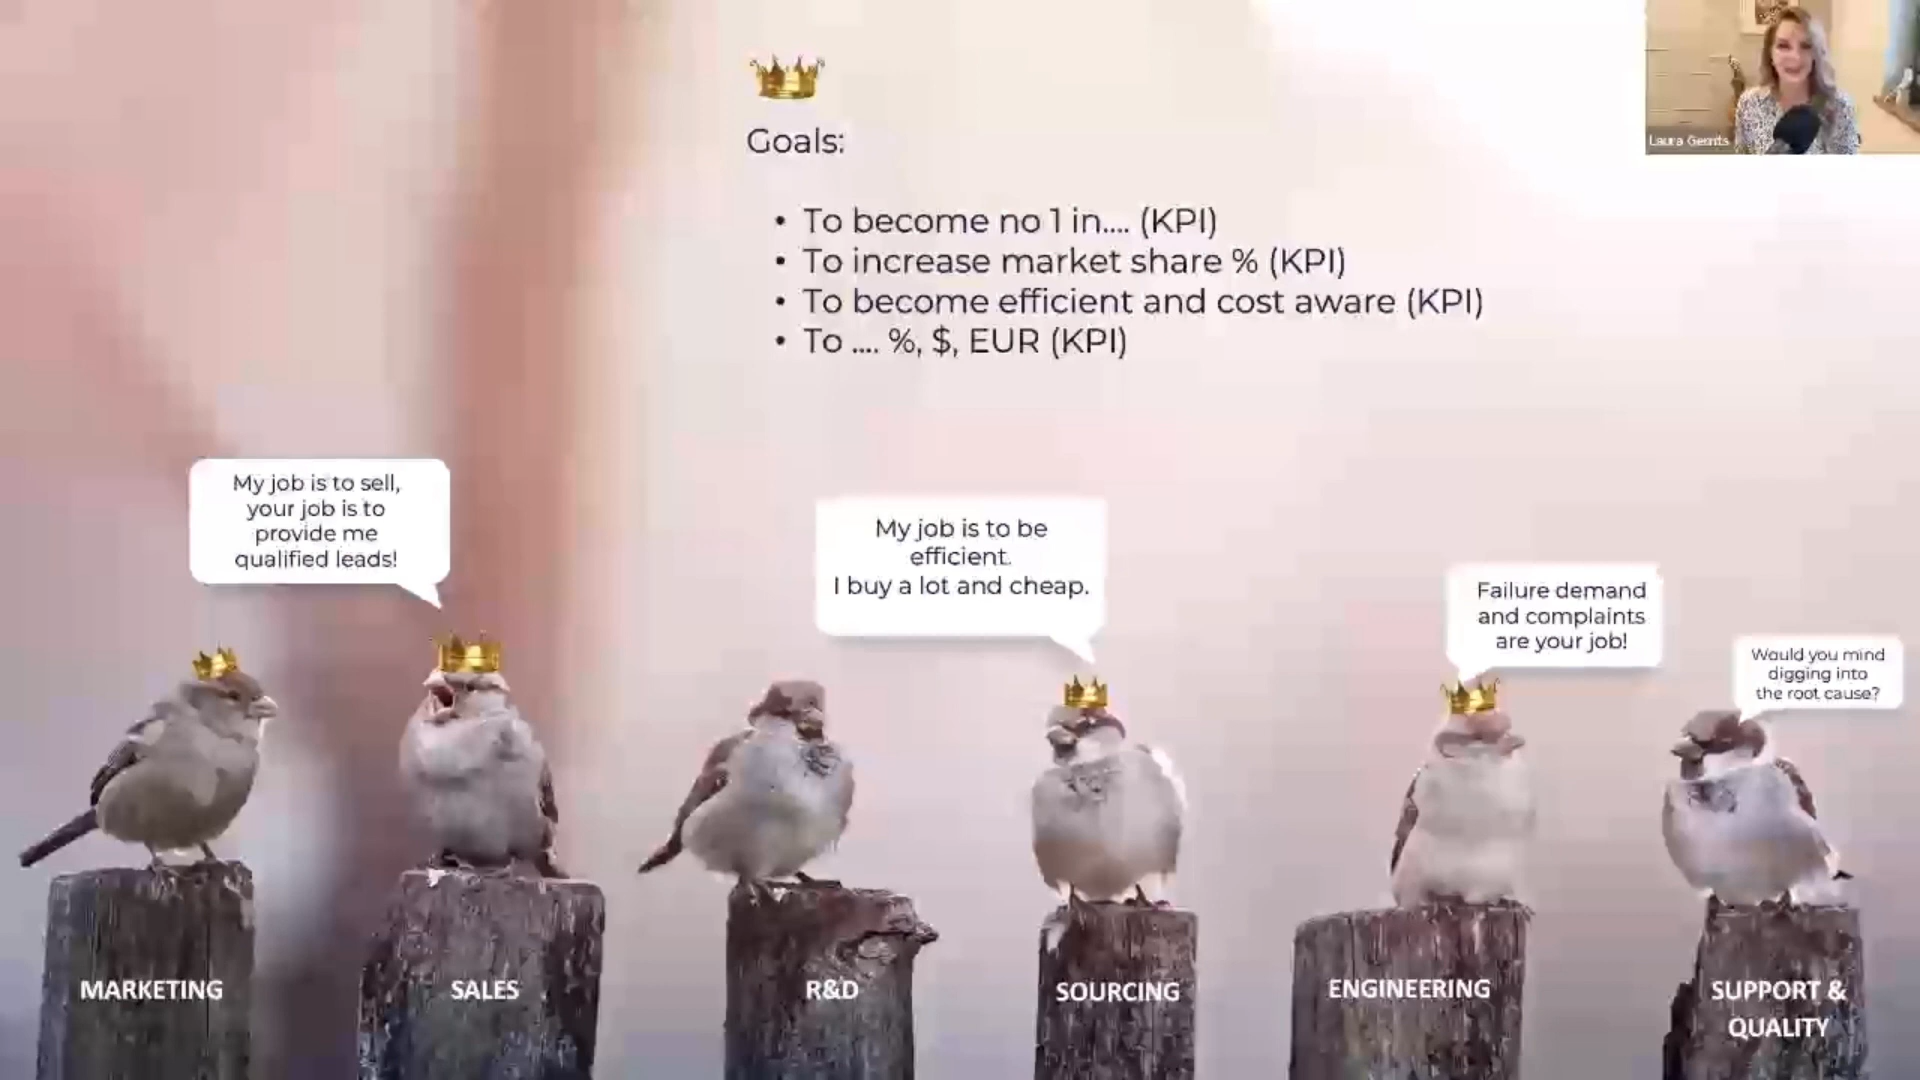 Goals:
• To become no 1 in.... (KPI)
• To increase market share % (KPI)
• To become efficient and cost aware (KPI)
• To .... %, $, EUR (KPI)
Laura Gerrits
My job is to sell,
your job is to
provide me
qualified leads!
My job is to be
efficient.
I buy a lot and cheap.
Failure demand
and complaints
are your job!
Would you mind
digging into
the root cause?
MARKETING
SALES
R&D
SOURCING
ENGINEERING
SUPPORT &
QUALITY